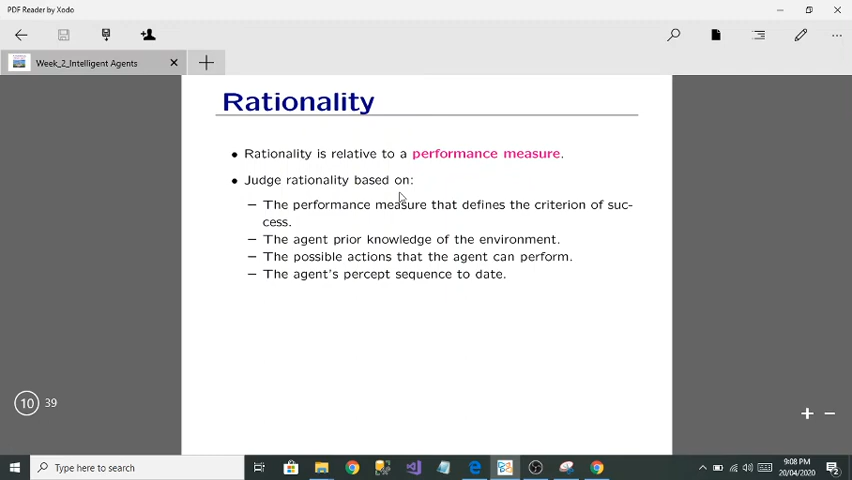 PDF Reader by Xodo
Week_2_Intelligent Agents
Rationality
• Rationality is relative to a performance measure.
• Judge rationality based on:
– The performance measure that defines the criterion of suc-
cess.
– The agent prior knowledge of the environment.
– The possible actions that the agent can perform.
– The agent's percept sequence to date.
10 39
Type here to search
9:08 PM
20/04/2020
2